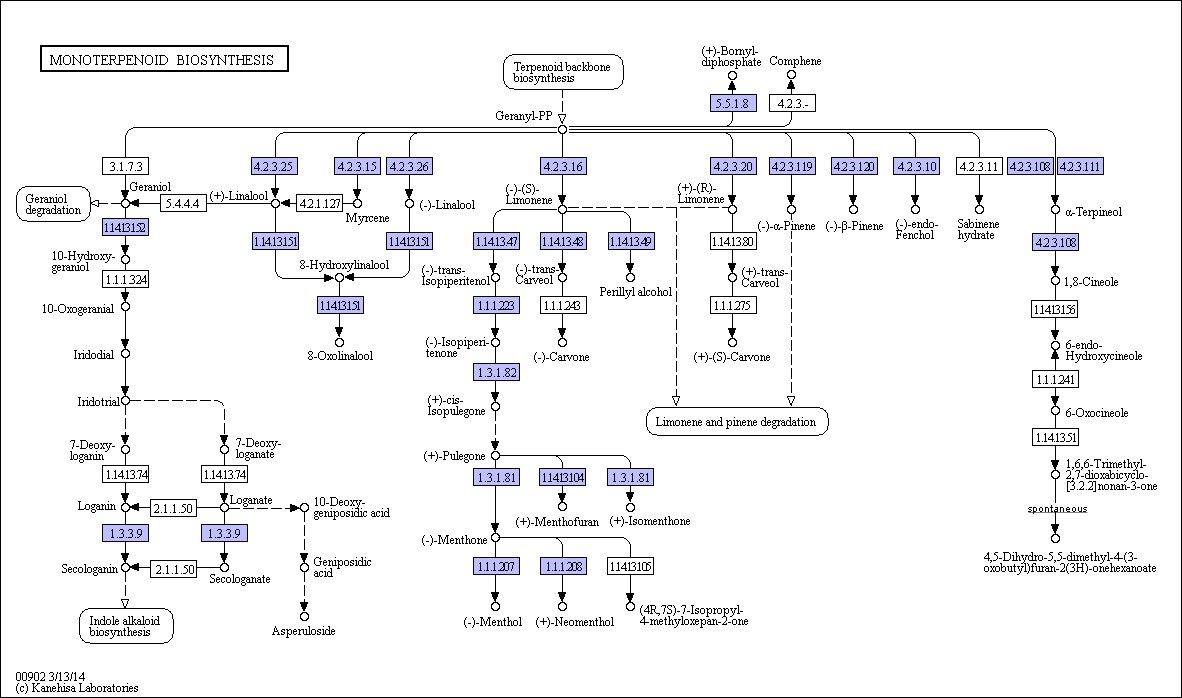 MONOTERPENOID BIOSYNTHESIS
Terpenoid backbone
biosynthesis
(+)-Bornyl-
diphosphate
Comphene
5.5.1.8
4.2.3.-
Geranyl-PP
3.1.7.3
4.2.3.25
4.2.3.15
4.2.3.26
4.2.3.16
4.2.3.20
4.2.3.119
4.2.3.120
4.2.3.10
4.2.3.11
4.2.3.108
4.2.3.111
Geraniol
degradation
Geraniol
5.4.4.4
(+)-Linalool
4.2.1.127
Myrcene
(-)-Linalool
(-)-(S)-
Limonene
(+)-(R)-
Limonene
(-)-α-Pinene
(-)-β-Pinene
(-)-endo-
Fenchol
Sabinene
hydrate
α-Terpineol
1.14.13.152
1.14.13.151
1.14.13.151
1.14.13.47
1.14.13.48
1.14.13.49
1.14.13.80
4.2.3.108
10-Hydroxy-
geraniol
8-Hydroxylinalool
(-)-trans-
Isopiperitenol
(-)-trans-
Carveol
Perillyl alcohol
(+)-trans-
Carveol
1,8-Cineole
1.1.1.324
1.14.13.151
1.1.1.223
1.1.1.243
1.1.1.275
1.14.13.156
10-Oxogeranial
8-Oxolinalool
(-)-Isopiperi-
tenone
(-)-Carvone
(+)-(S)-Carvone
6-endo-
Hydroxycineole
Iridodial
1.3.1.82
1.1.1.241
Iridotrial
(+)-cis-
Isopulegone
Limonene and pinene degradation
6-Oxocineole
7-Deoxy-
loganin
7-Deoxy-
loganate
(+)-Pulegone
1.14.13.51
1.14.13.74
1.14.13.74
1.3.1.81
1.14.13.104
1.3.1.81
1,6,6-Trimethyl-
2,7-dioxabicyclo-
[3.2.2]nonan-3-one
Loganin
2.1.1.50
Loganate
10-Deoxy-
geniposidic acid
(+)-Menthofuran
(+)-Isomenthone
spontaneous
1.3.3.9
1.3.3.9
(-)-Menthone
Secologanin
2.1.1.50
Secologanate
Geniposidic
acid
1.1.1.207
1.1.1.208
1.14.13.105
4,5-Dihydro-5,5-dimethyl-4-(3-
oxobutyl)furan-2(3H)-onehexanoate
Indole alkaloid
biosynthesis
Asperuloside
(-)-Menthol
(+)-Neomenthol
(4R,7S)-7-Isopropyl-
4-methyloxepan-2-one
00902 3/13/14
(c) Kanehisa Laboratories